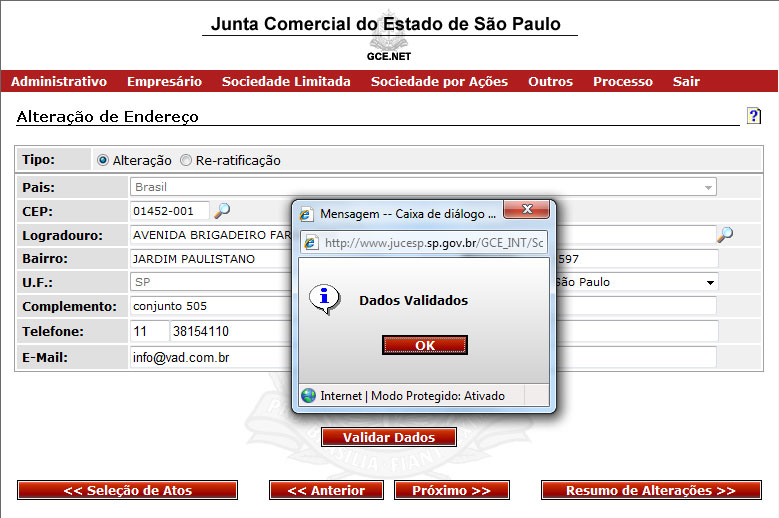 Junta Comercial do Estado de São Paulo
GCE.NET
Administrativo Empresário Sociedade Limitada Sociedade por Ações Outros Processo Sair
Alteração de Endereço ?
Tipo: Alteração Re-ratificação
Pais: Brasil
CEP: 01452-001
Logradouro: AVENIDA BRIGADEIRO
Bairro: JARDIM PAULISTANO 597
U.F.: SP São Paulo
Complemento: conjunto 505
Telefone: 11 38154110
E-Mail: info@vad.com.br
Mensagem -- Caixa de diálogo ...
http://www.jucesp.sp.gov.br/GCE_INT/Sc
Dados Validados
OK
Internet | Modo Protegido: Ativado
Validar Dados
<< Seleção de Atos << Anterior Próximo >> Resumo de Alterações >>